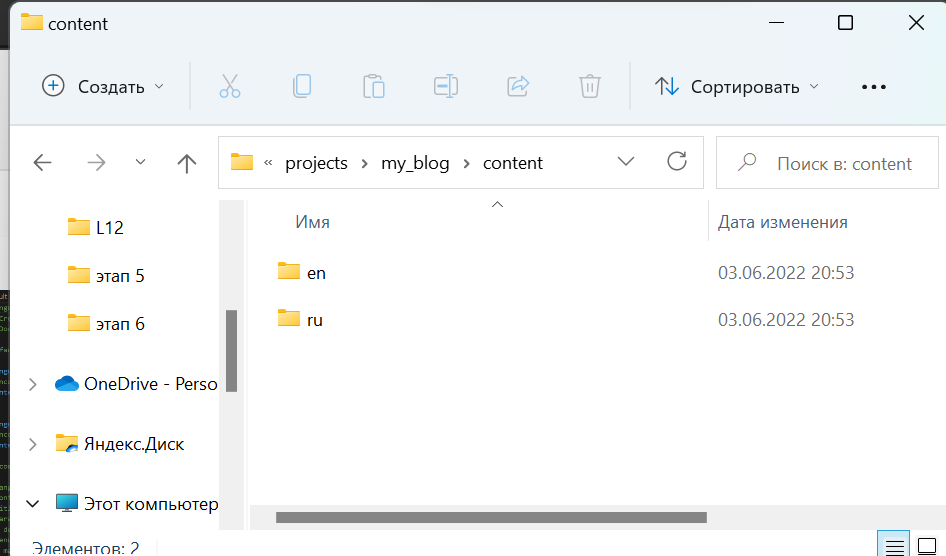 content
Создать
Сортировать
« projects > my_blog > content
Поиск в: content
Имя
Дата изменения
L12
этап 5
этап 6
OneDrive - Perso
Яндекс.Диск
Этот компьютер
en 03.06.2022 20:53
ru 03.06.2022 20:53
Элементов: 2